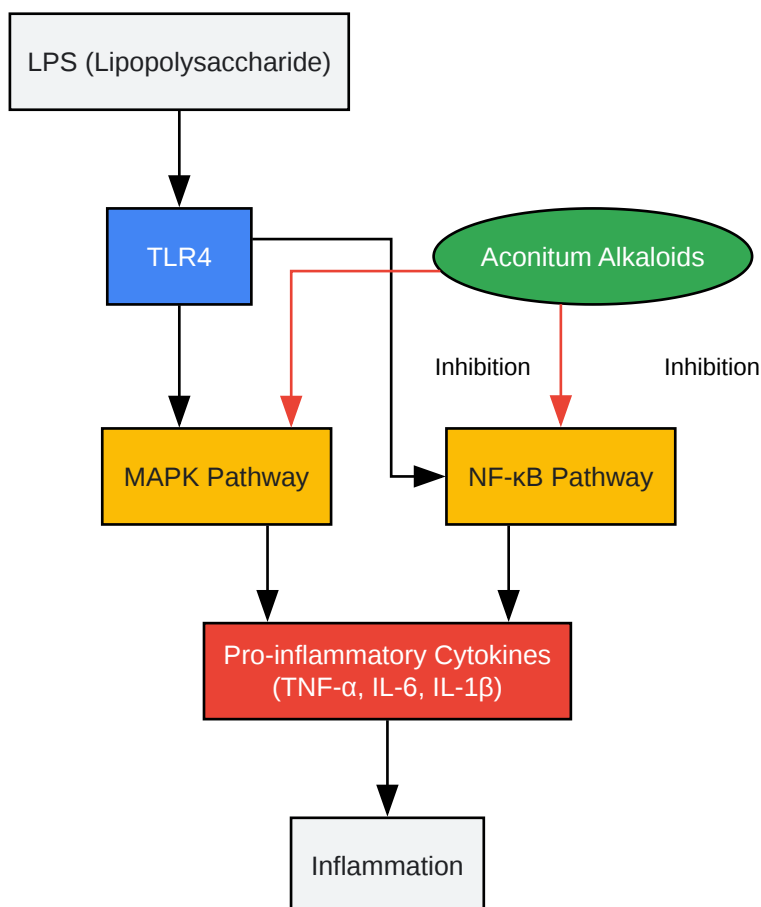 LPS (Lipopolysaccharide)
TLR4
Aconitum Alkaloids
Inhibition
Inhibition
MAPK Pathway
NF-κB Pathway
Pro-inflammatory Cytokines
(TNF-α, IL-6, IL-1β)
Inflammation